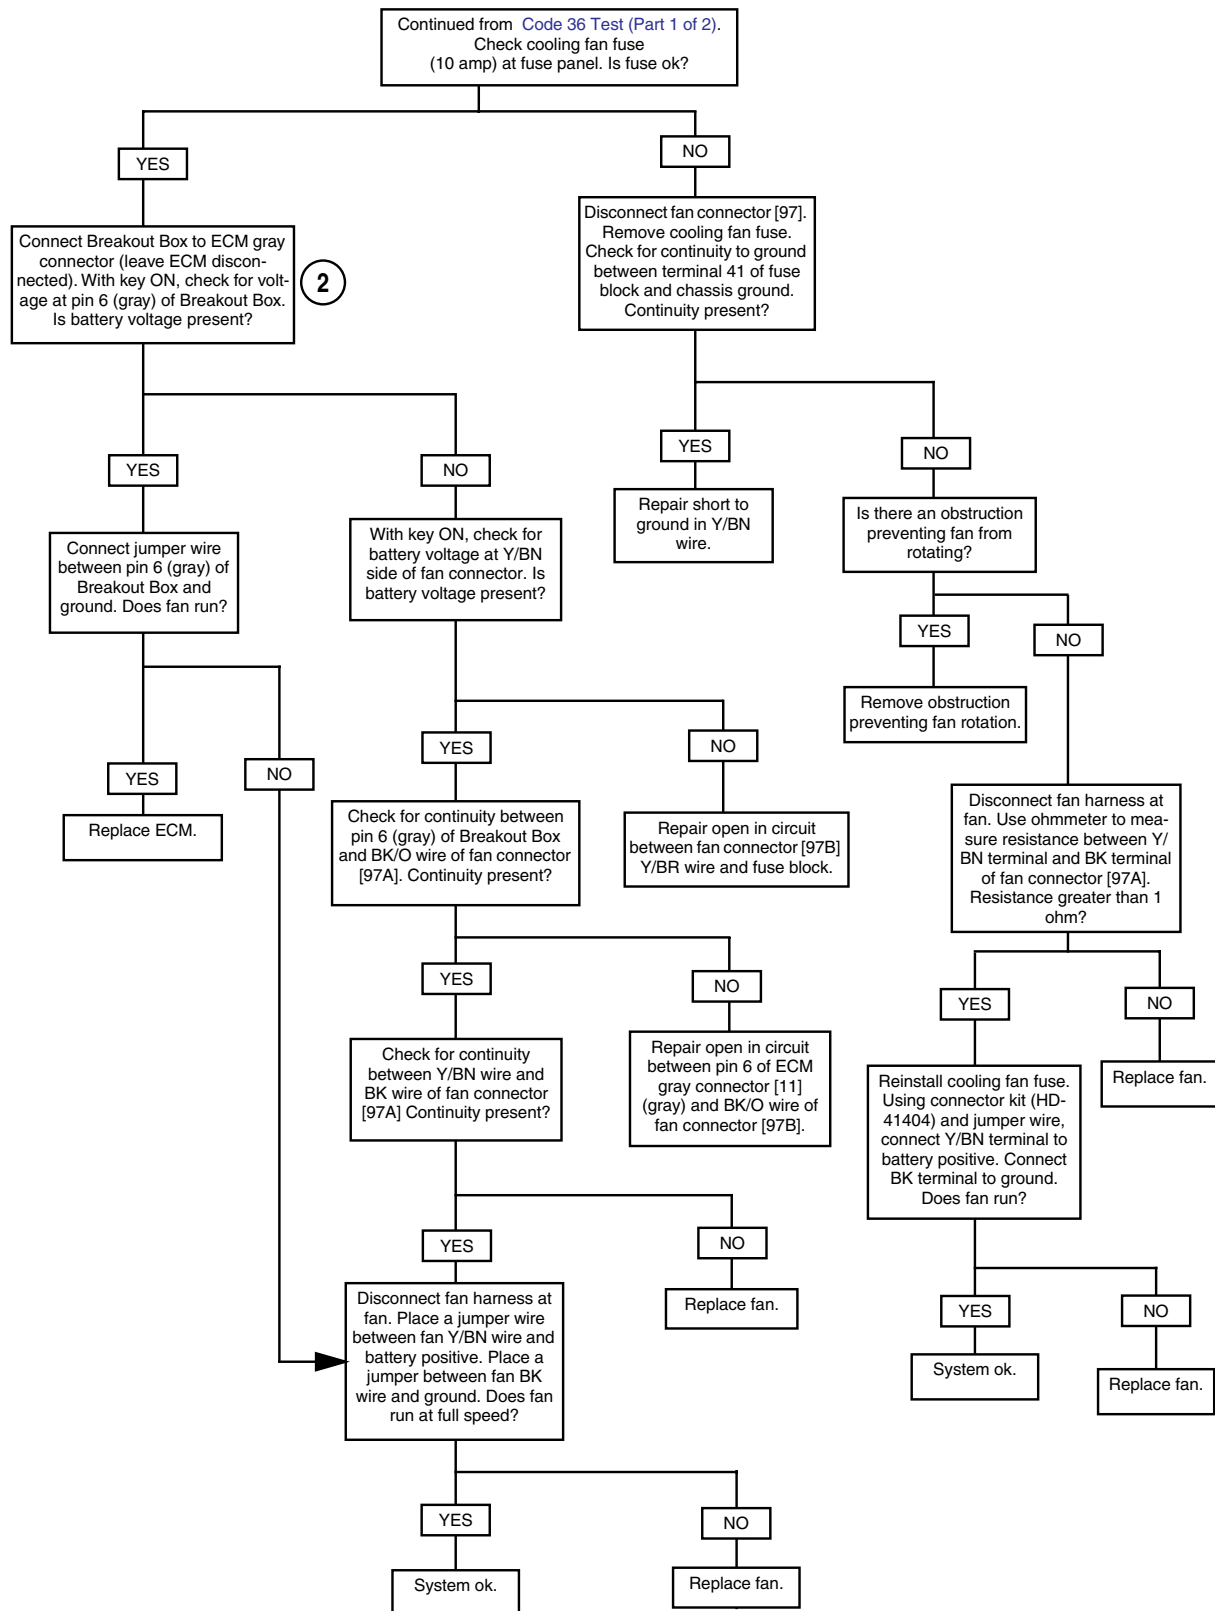 Continued from Code 36 Test (Part 1 of 2).
Check cooling fan fuse
(10 amp) at fuse panel. Is fuse ok?
YES
NO
Connect Breakout Box to ECM gray
connector (leave ECM discon-
nected). With key ON, check for volt-
age at pin 6 (gray) of Breakout Box.
Is battery voltage present?
2
Disconnect fan connector [97].
Remove cooling fan fuse.
Check for continuity to ground
between terminal 41 of fuse
block and chassis ground.
Continuity present?
YES
NO
YES
NO
Connect jumper wire
between pin 6 (gray) of
Breakout Box and
ground. Does fan run?
With key ON, check for
battery voltage at Y/BN
side of fan connector. Is
battery voltage present?
Repair short to
ground in Y/BN
wire.
Is there an obstruction
preventing fan from
rotating?
YES
NO
Remove obstruction
preventing fan rotation.
YES
NO
YES
NO
Replace ECM.
Check for continuity between
pin 6 (gray) of Breakout Box
and BK/O wire of fan connector
[97A]. Continuity present?
Repair open in circuit
between fan connector [97B]
Y/BR wire and fuse block.
Disconnect fan harness at
fan. Use ohmmeter to mea-
sure resistance between Y/
BN terminal and BK terminal
of fan connector [97A].
Resistance greater than 1
ohm?
YES
NO
YES
NO
Check for continuity
between Y/BN wire and
BK wire of fan connector
[97A] Continuity present?
Repair open in circuit
between pin 6 of ECM
gray connector [11]
(gray) and BK/O wire of
fan connector [97B].
Reinstall cooling fan fuse.
Using connector kit (HD-
41404) and jumper wire,
connect Y/BN terminal to
battery positive. Connect
BK terminal to ground.
Does fan run?
Replace fan.
YES
NO
Disconnect fan harness at
fan. Place a jumper wire
between fan Y/BN wire and
battery positive. Place a
jumper between fan BK
wire and ground. Does fan
run at full speed?
Replace fan.
YES
NO
System ok.
Replace fan.
YES
NO
System ok.
Replace fan.